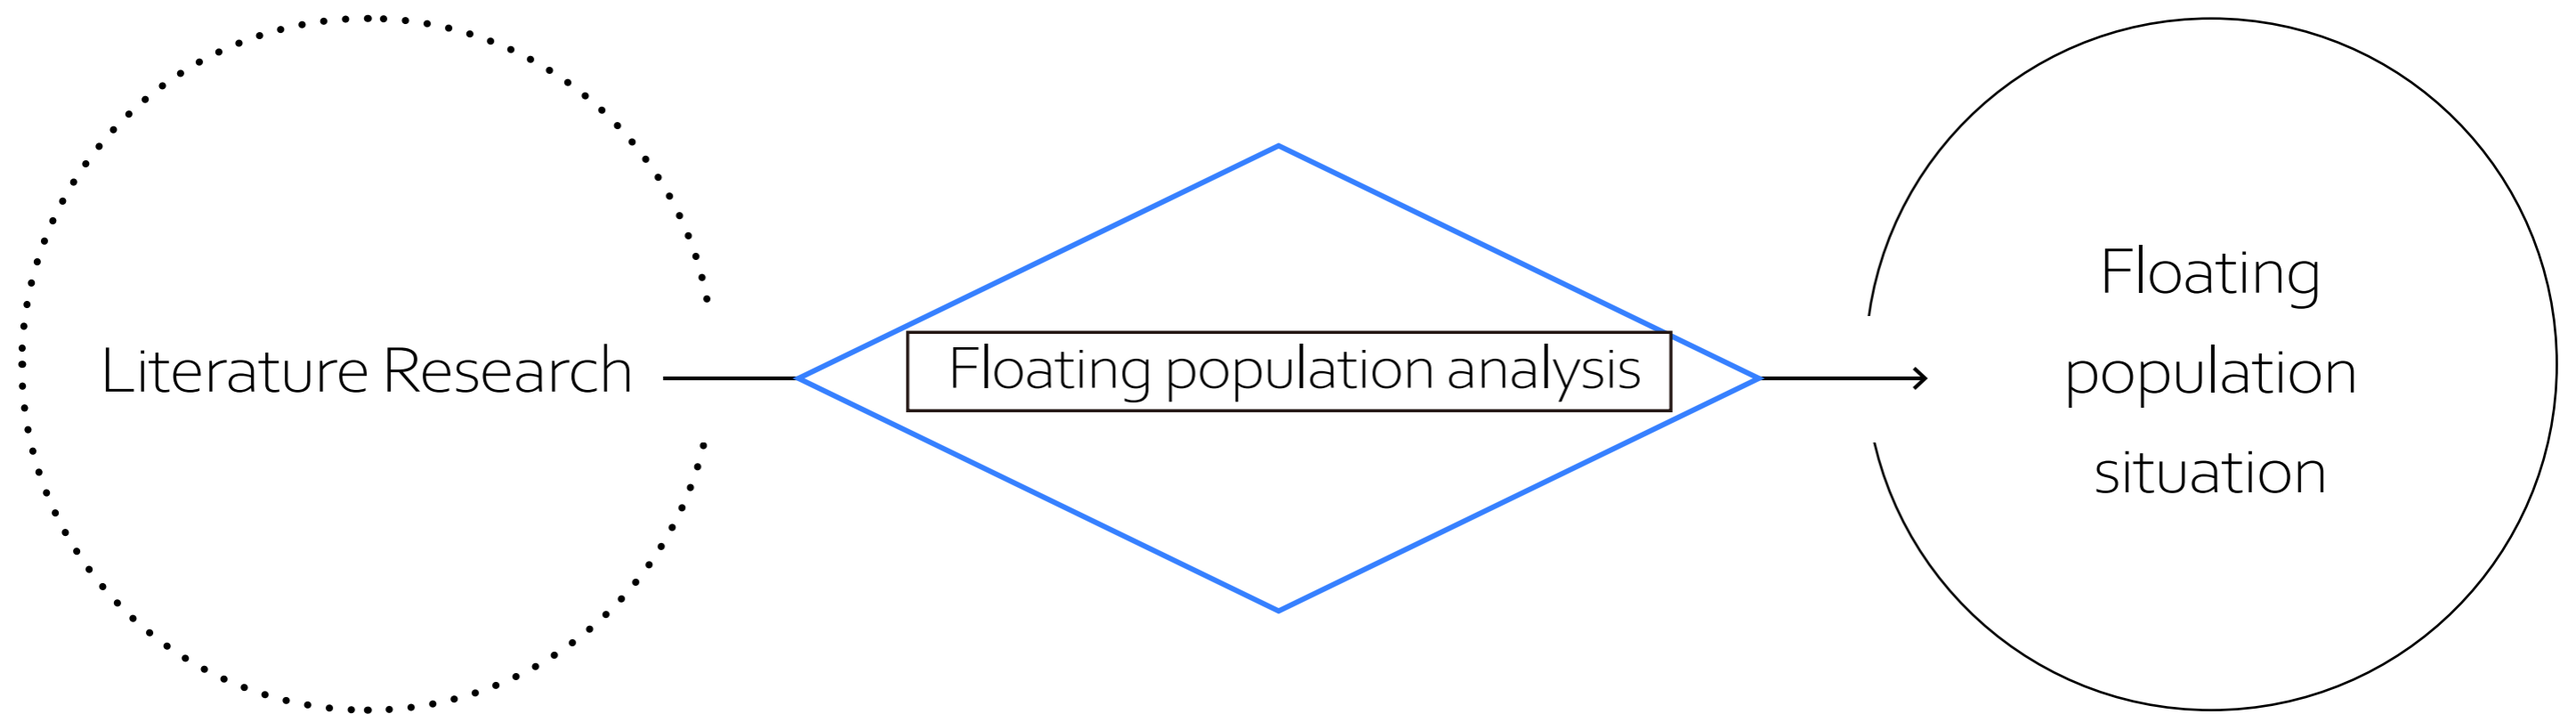 Literature Research
Floating population analysis
Floating
population
situation